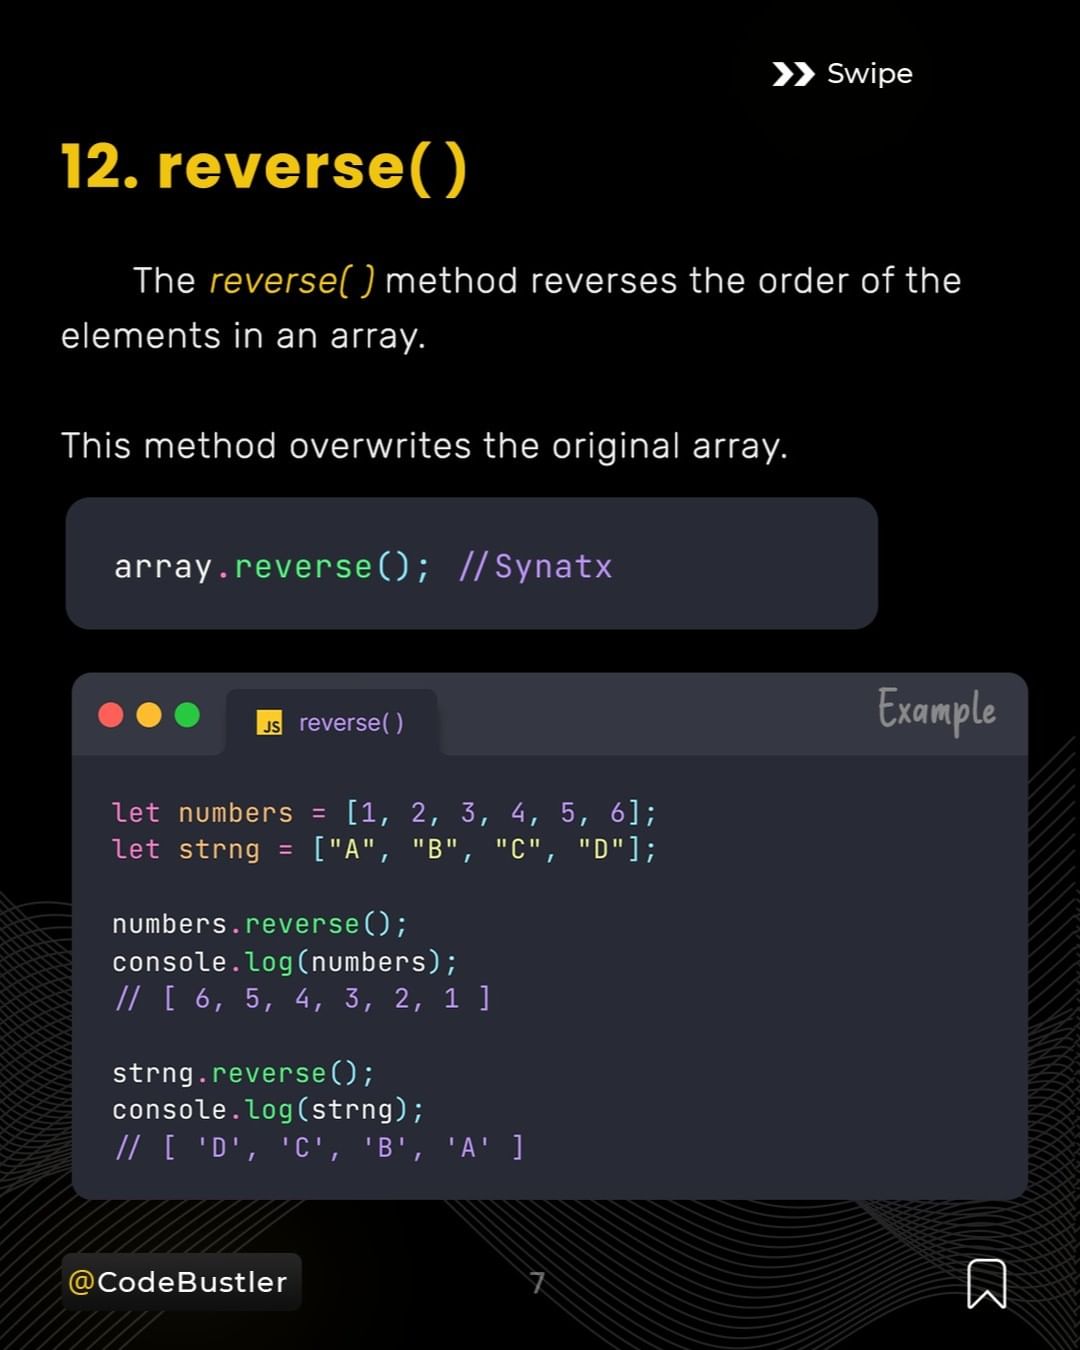 Swipe
12. reverse( )
The reverse( ) method reverses the order of the
elements in an array.
This method overwrites the original array.
array.reverse(); //Synatx
JS reverse( )
Example
let numbers = [1, 2, 3, 4, 5, 6];
let strng = ["A", "B", "C", "D"];
numbers.reverse();
console.log(numbers);
// [ 6, 5, 4, 3, 2, 1 ]
strng.reverse();
console.log(strng);
// [ 'D', 'C', 'B', 'A' ]
@CodeBustler
7